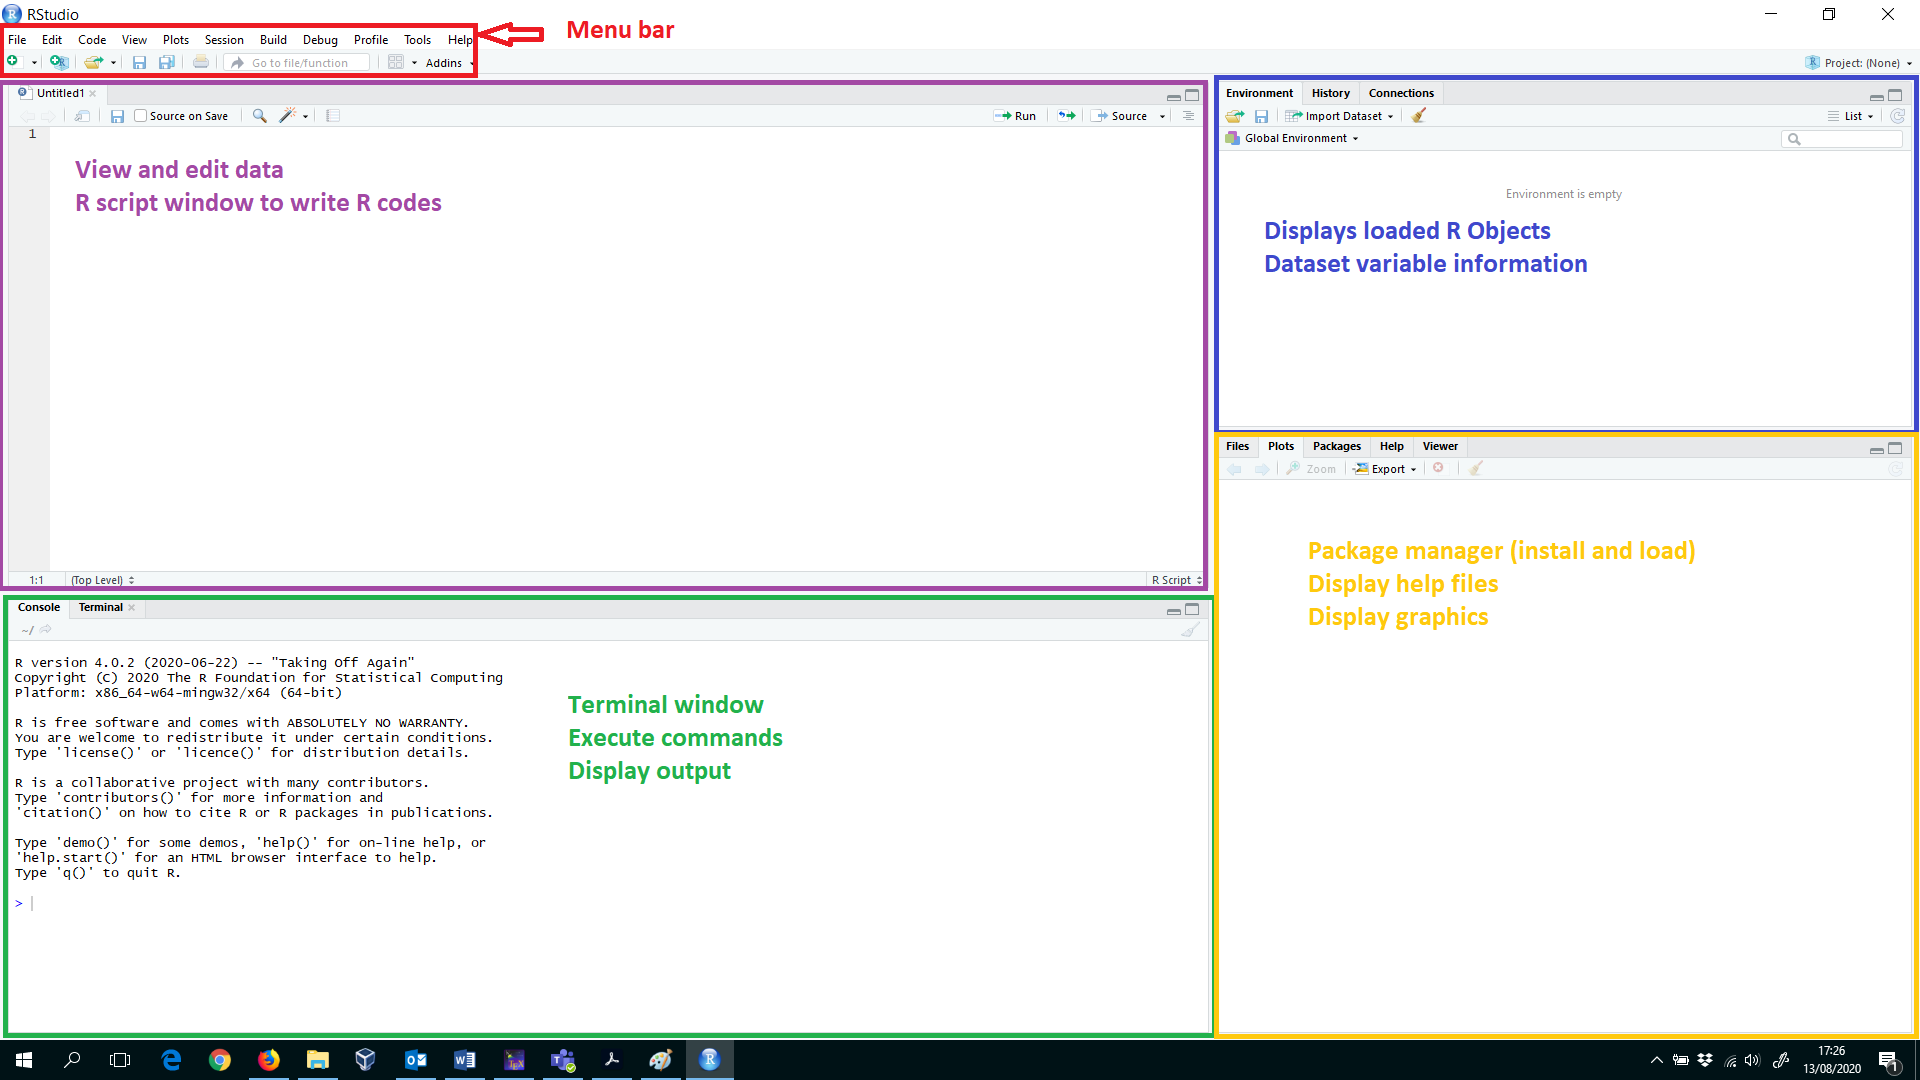 RStudio
File Edit Code View Plots Session Build Debug Profile Tools Help
Menu bar
Go to file/function
Addins
Project: (None)
Untitled1
Source on Save
Run
Source
1
View and edit data
R script window to write R codes
1:1 (Top Level)
R Script
Console Terminal
~/
R version 4.0.2 (2020-06-22) -- "Taking Off Again"
Copyright (C) 2020 The R Foundation for Statistical Computing
Platform: x86_64-w64-mingw32/x64 (64-bit)
R is free software and comes with ABSOLUTELY NO WARRANTY.
You are welcome to redistribute it under certain conditions.
Type 'license()' or 'licence()' for distribution details.
R is a collaborative project with many contributors.
Type 'contributors()' for more information and
'citation()' on how to cite R or R packages in publications.
Type 'demo()' for some demos, 'help()' for on-line help, or
'help.start()' for an HTML browser interface to help.
Type 'q()' to quit R.
>
Terminal window
Execute commands
Display output
Environment History Connections
Import Dataset
List
Global Environment
Environment is empty
Displays loaded R Objects
Dataset variable information
Files Plots Packages Help Viewer
Zoom Export
Package manager (install and load)
Display help files
Display graphics
17:26
13/08/2020
1